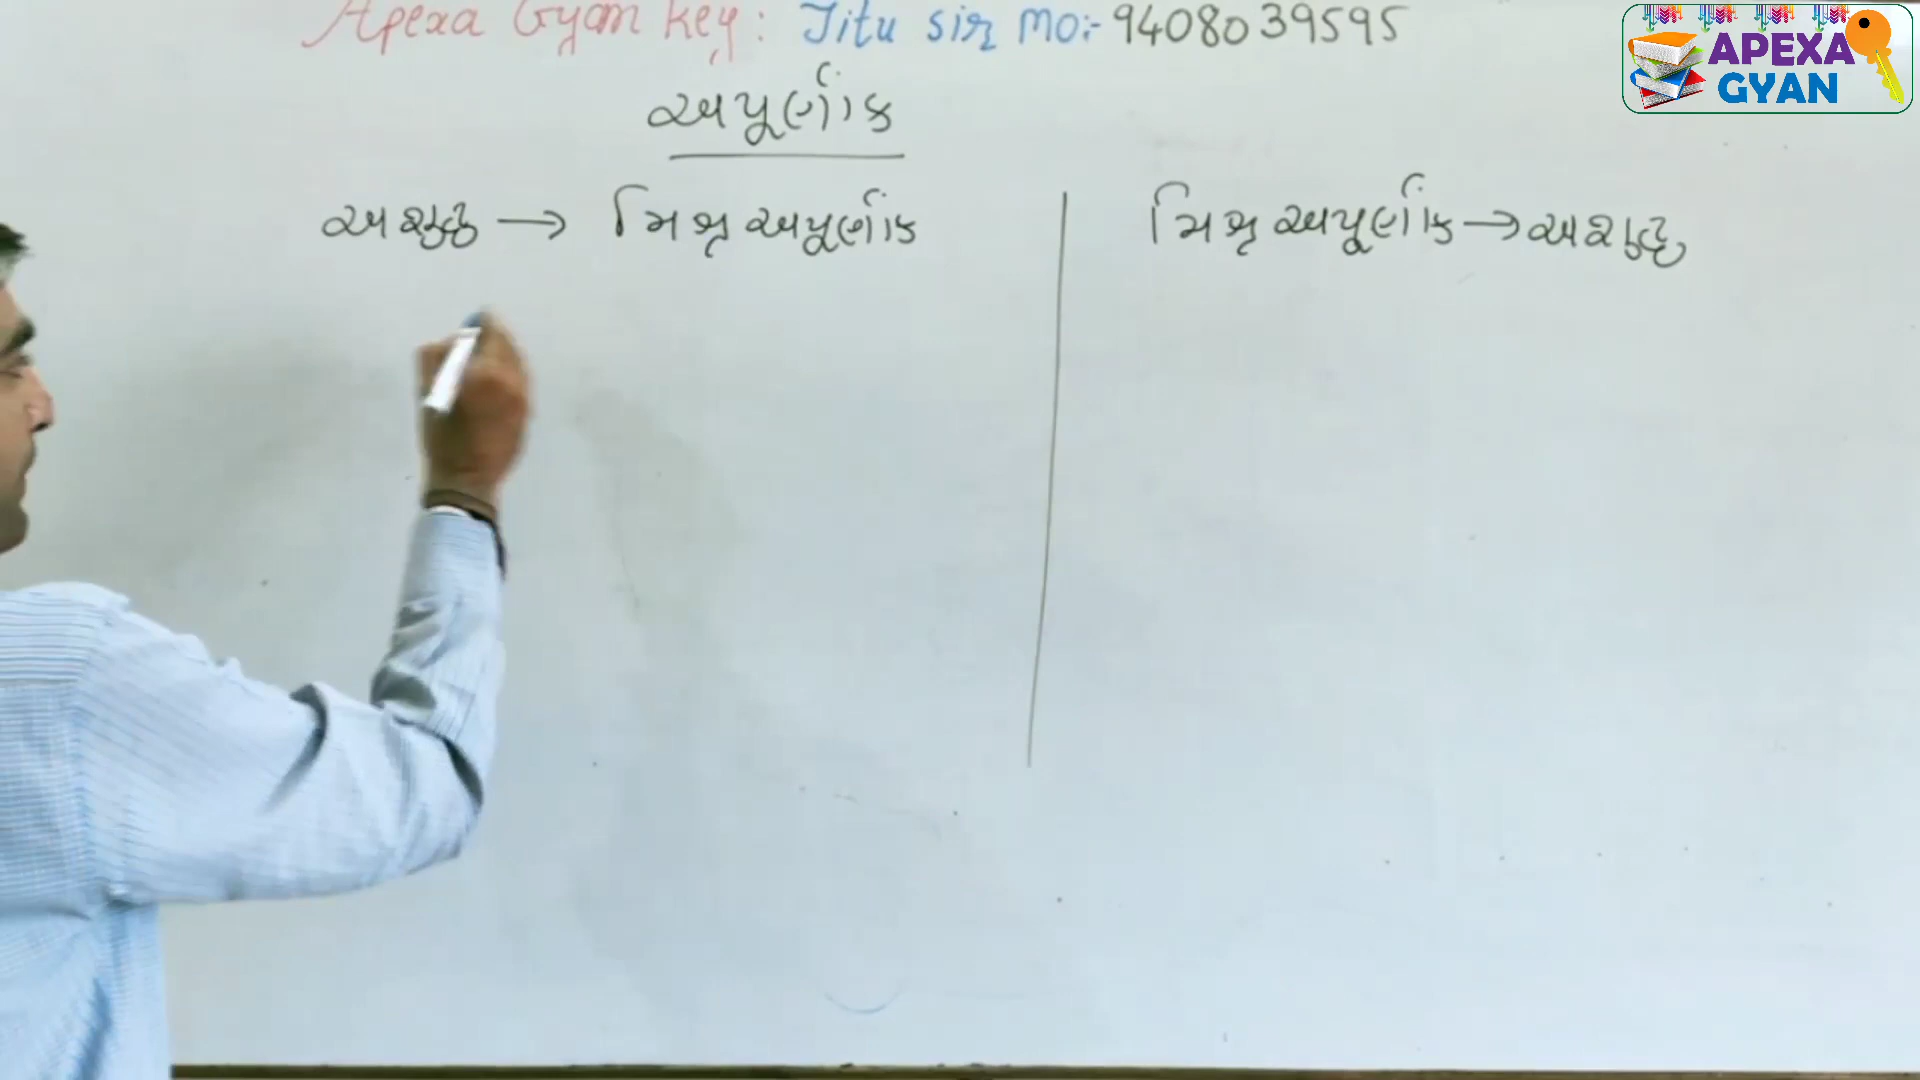 Apexa Gyan Key : Jitu sir mo:- 9408039595
APEXA
GYAN
અપૂર્ણાંક
અશુદ્ધ → મિશ્ર અપૂર્ણાંક
મિશ્ર અપૂર્ણાંક → અશુદ્ધ